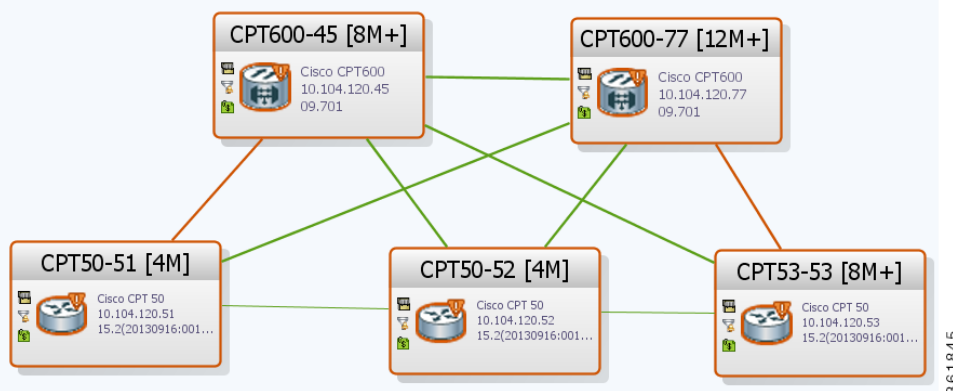 CPT600-45 [8M+]
Cisco CPT600
10.104.120.45
09.701
CPT600-77 [12M+]
Cisco CPT600
10.104.120.77
09.701
CPT50-51 [4M]
Cisco CPT 50
10.104.120.51
15.2(20130916:001...
CPT50-52 [4M]
Cisco CPT 50
10.104.120.52
15.2(20130916:001...
CPT53-53 [8M+]
Cisco CPT 50
10.104.120.53
15.2(20130916:001...
361845